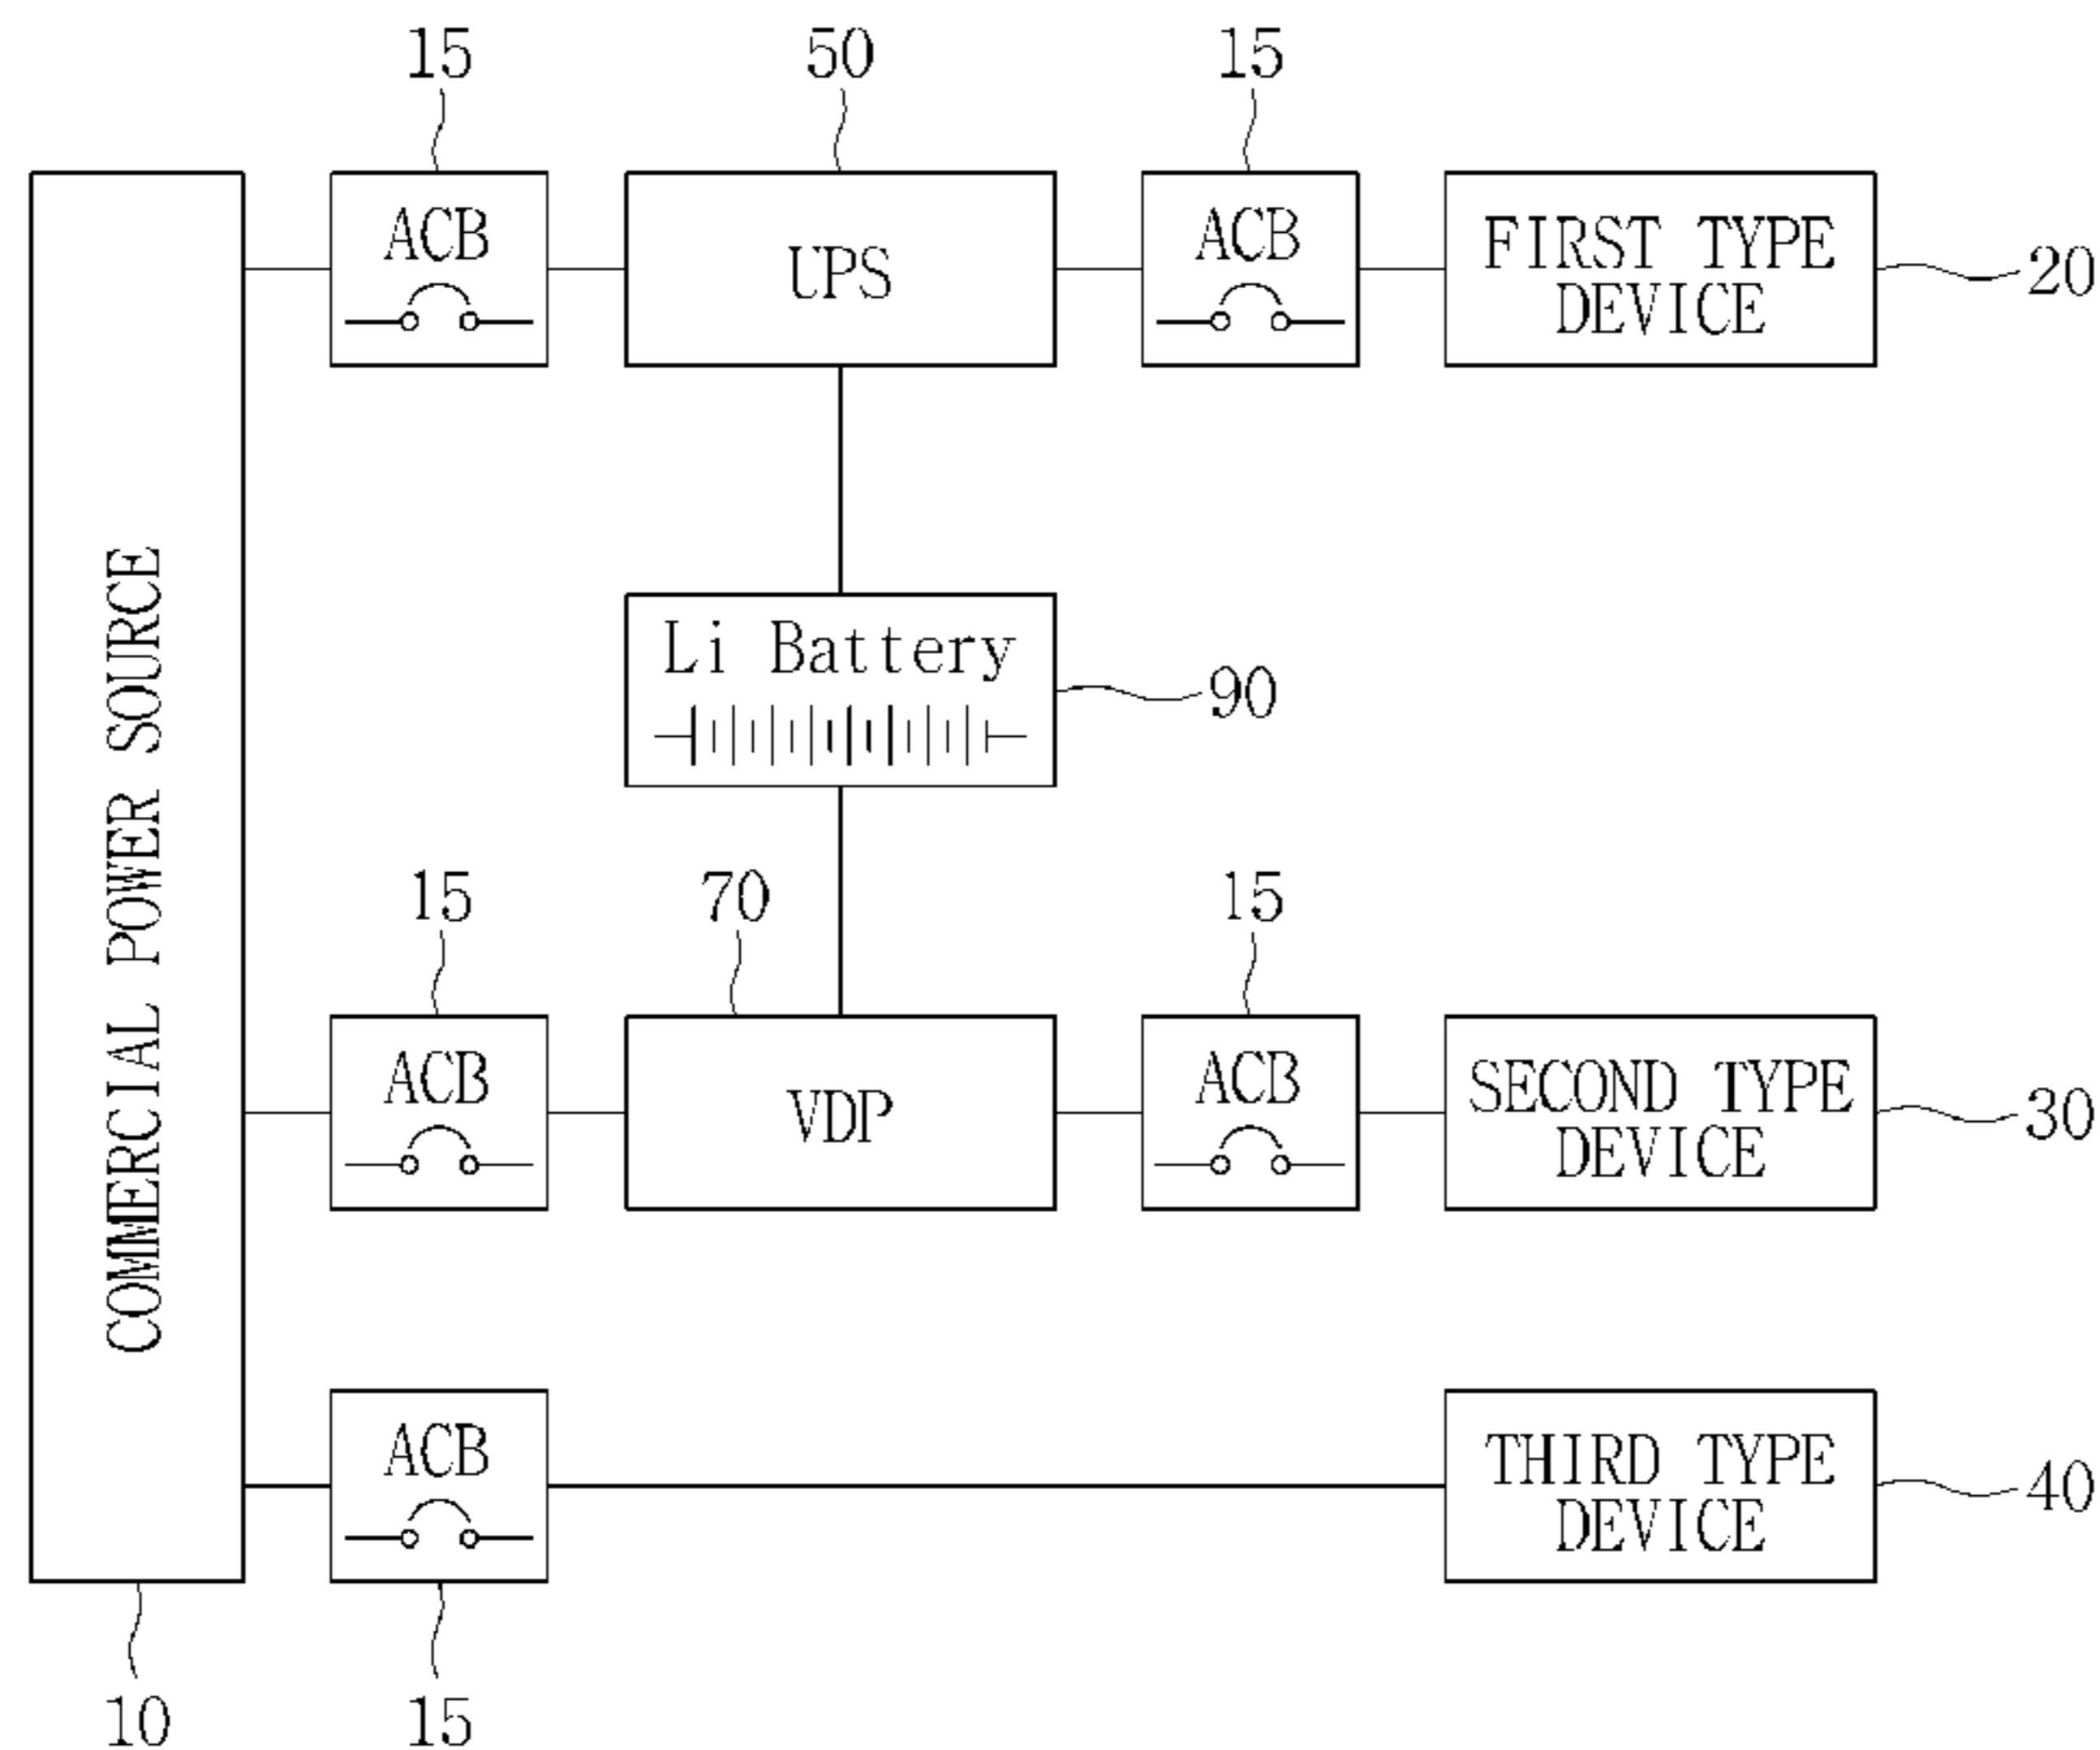 15
50
15
ACB
UPS
ACB
FIRST TYPE
DEVICE
20
COMMERCIAL POWER SOURCE
Li Battery
90
15
70
15
ACB
VDP
ACB
SECOND TYPE
DEVICE
30
ACB
THIRD TYPE
DEVICE
40
10
15